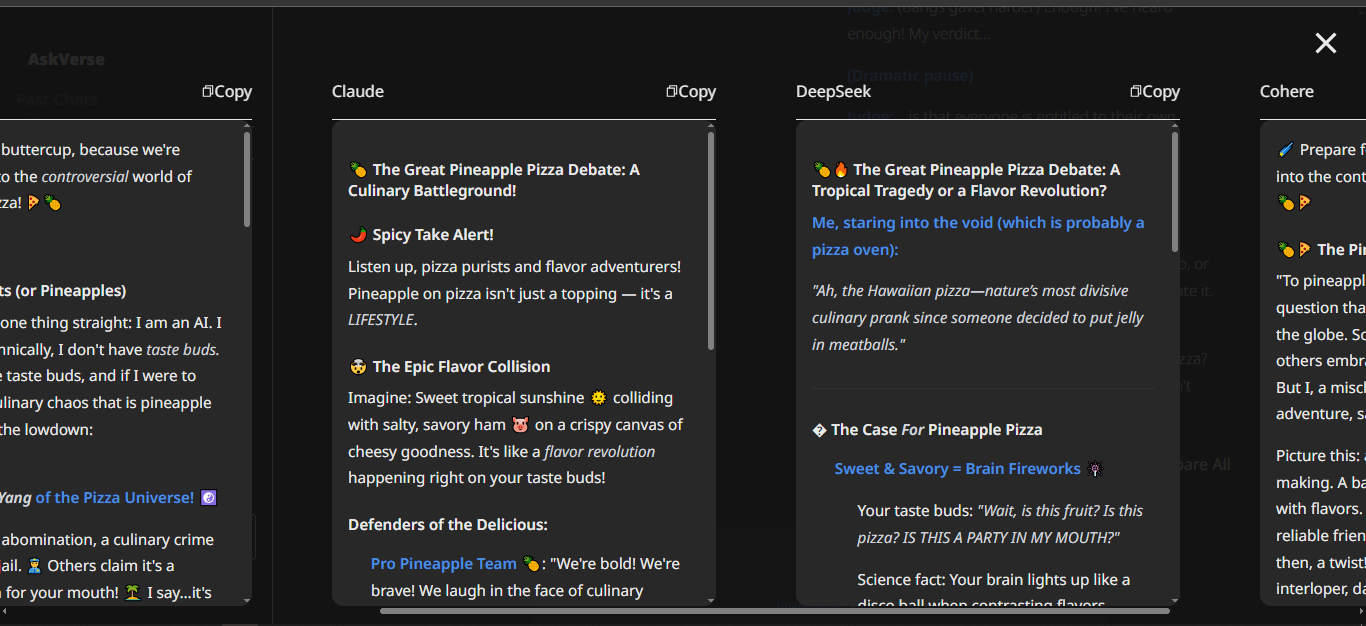 Judge: (bangs gavel harder) Enough! I've heard
enough! My verdict...
(Dramatic pause)
AskVerse
Past Chats
Copy
buttercup, because we're
to the controversial world of
zza! 🍕🍍
ts (or Pineapples)
one thing straight: I am an AI. I
hnically, I don't have taste buds.
e taste buds, and if I were to
ulinary chaos that is pineapple
the lowdown:
Yang of the Pizza Universe! ☯️
abomination, a culinary crime
jail. 👮 Others claim it's a
n for your mouth! 🏝️ I say...it's
Claude
Copy
🍍 The Great Pineapple Pizza Debate: A
Culinary Battleground!
🌶️ Spicy Take Alert!
Listen up, pizza purists and flavor adventurers!
Pineapple on pizza isn't just a topping — it's a
LIFESTYLE.
🤯 The Epic Flavor Collision
Imagine: Sweet tropical sunshine 🌞 colliding
with salty, savory ham 🐷 on a crispy canvas of
cheesy goodness. It's like a flavor revolution
happening right on your taste buds!
Defenders of the Delicious:
Pro Pineapple Team 🍍: "We're bold! We're
brave! We laugh in the face of culinary
DeepSeek
Copy
🍍🔥 The Great Pineapple Pizza Debate: A
Tropical Tragedy or a Flavor Revolution?
Me, staring into the void (which is probably a
pizza oven):
"Ah, the Hawaiian pizza—nature's most divisive
culinary prank since someone decided to put jelly
in meatballs."
� The Case For Pineapple Pizza
Sweet & Savory = Brain Fireworks 🎇
Your taste buds: "Wait, is this fruit? Is this
pizza? IS THIS A PARTY IN MY MOUTH?"
Science fact: Your brain lights up like a
disco ball when contrasting flavors
Judge: ...is that everyone is entitled to their own
o, or
ate it.
zza?
n't
pare All
Cohere
Prepare f
into the cont
🍍🍕
🍍🍕 The Pi
"To pineappl
question tha
the globe. So
others embra
But I, a misch
adventure, sa
Picture this: a
making. A ba
with flavors.
reliable frien
then, a twist!
interloper, da